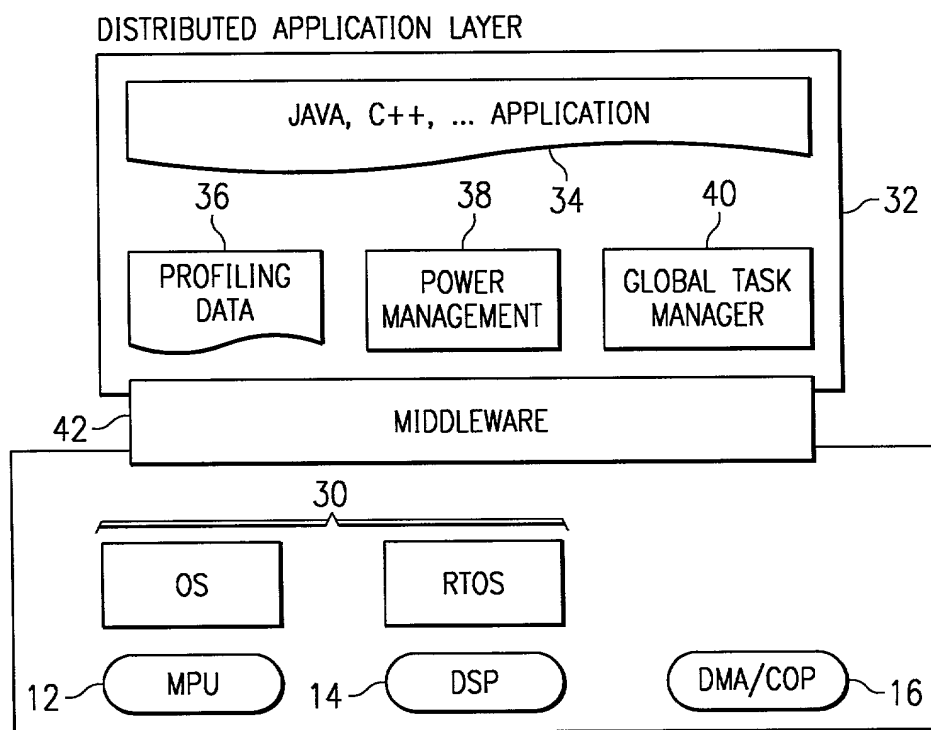 DISTRIBUTED APPLICATION LAYER
JAVA, C++, ... APPLICATION
34
36
38
40
32
PROFILING
DATA
POWER
MANAGEMENT
GLOBAL TASK
MANAGER
42
MIDDLEWARE
30
OS
RTOS
12
MPU
14
DSP
DMA/COP
16